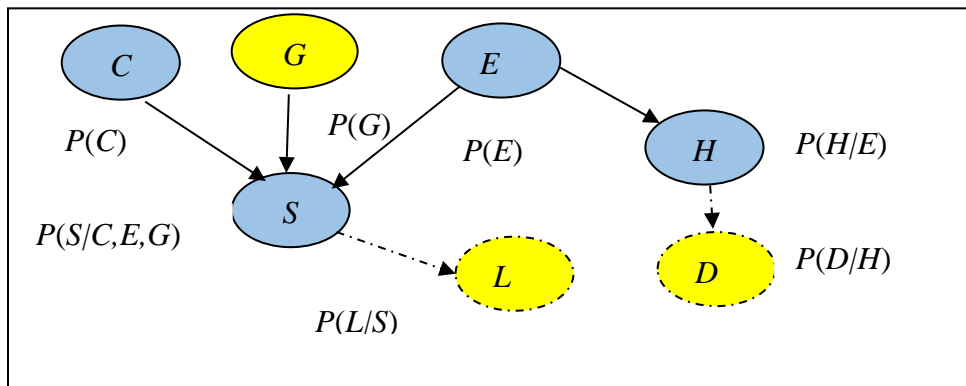 C
G
E
P(G)
P(C)
P(E)
H
P(H/E)
S
P(S/C,E,G)
L
D
P(D/H)
P(L/S)